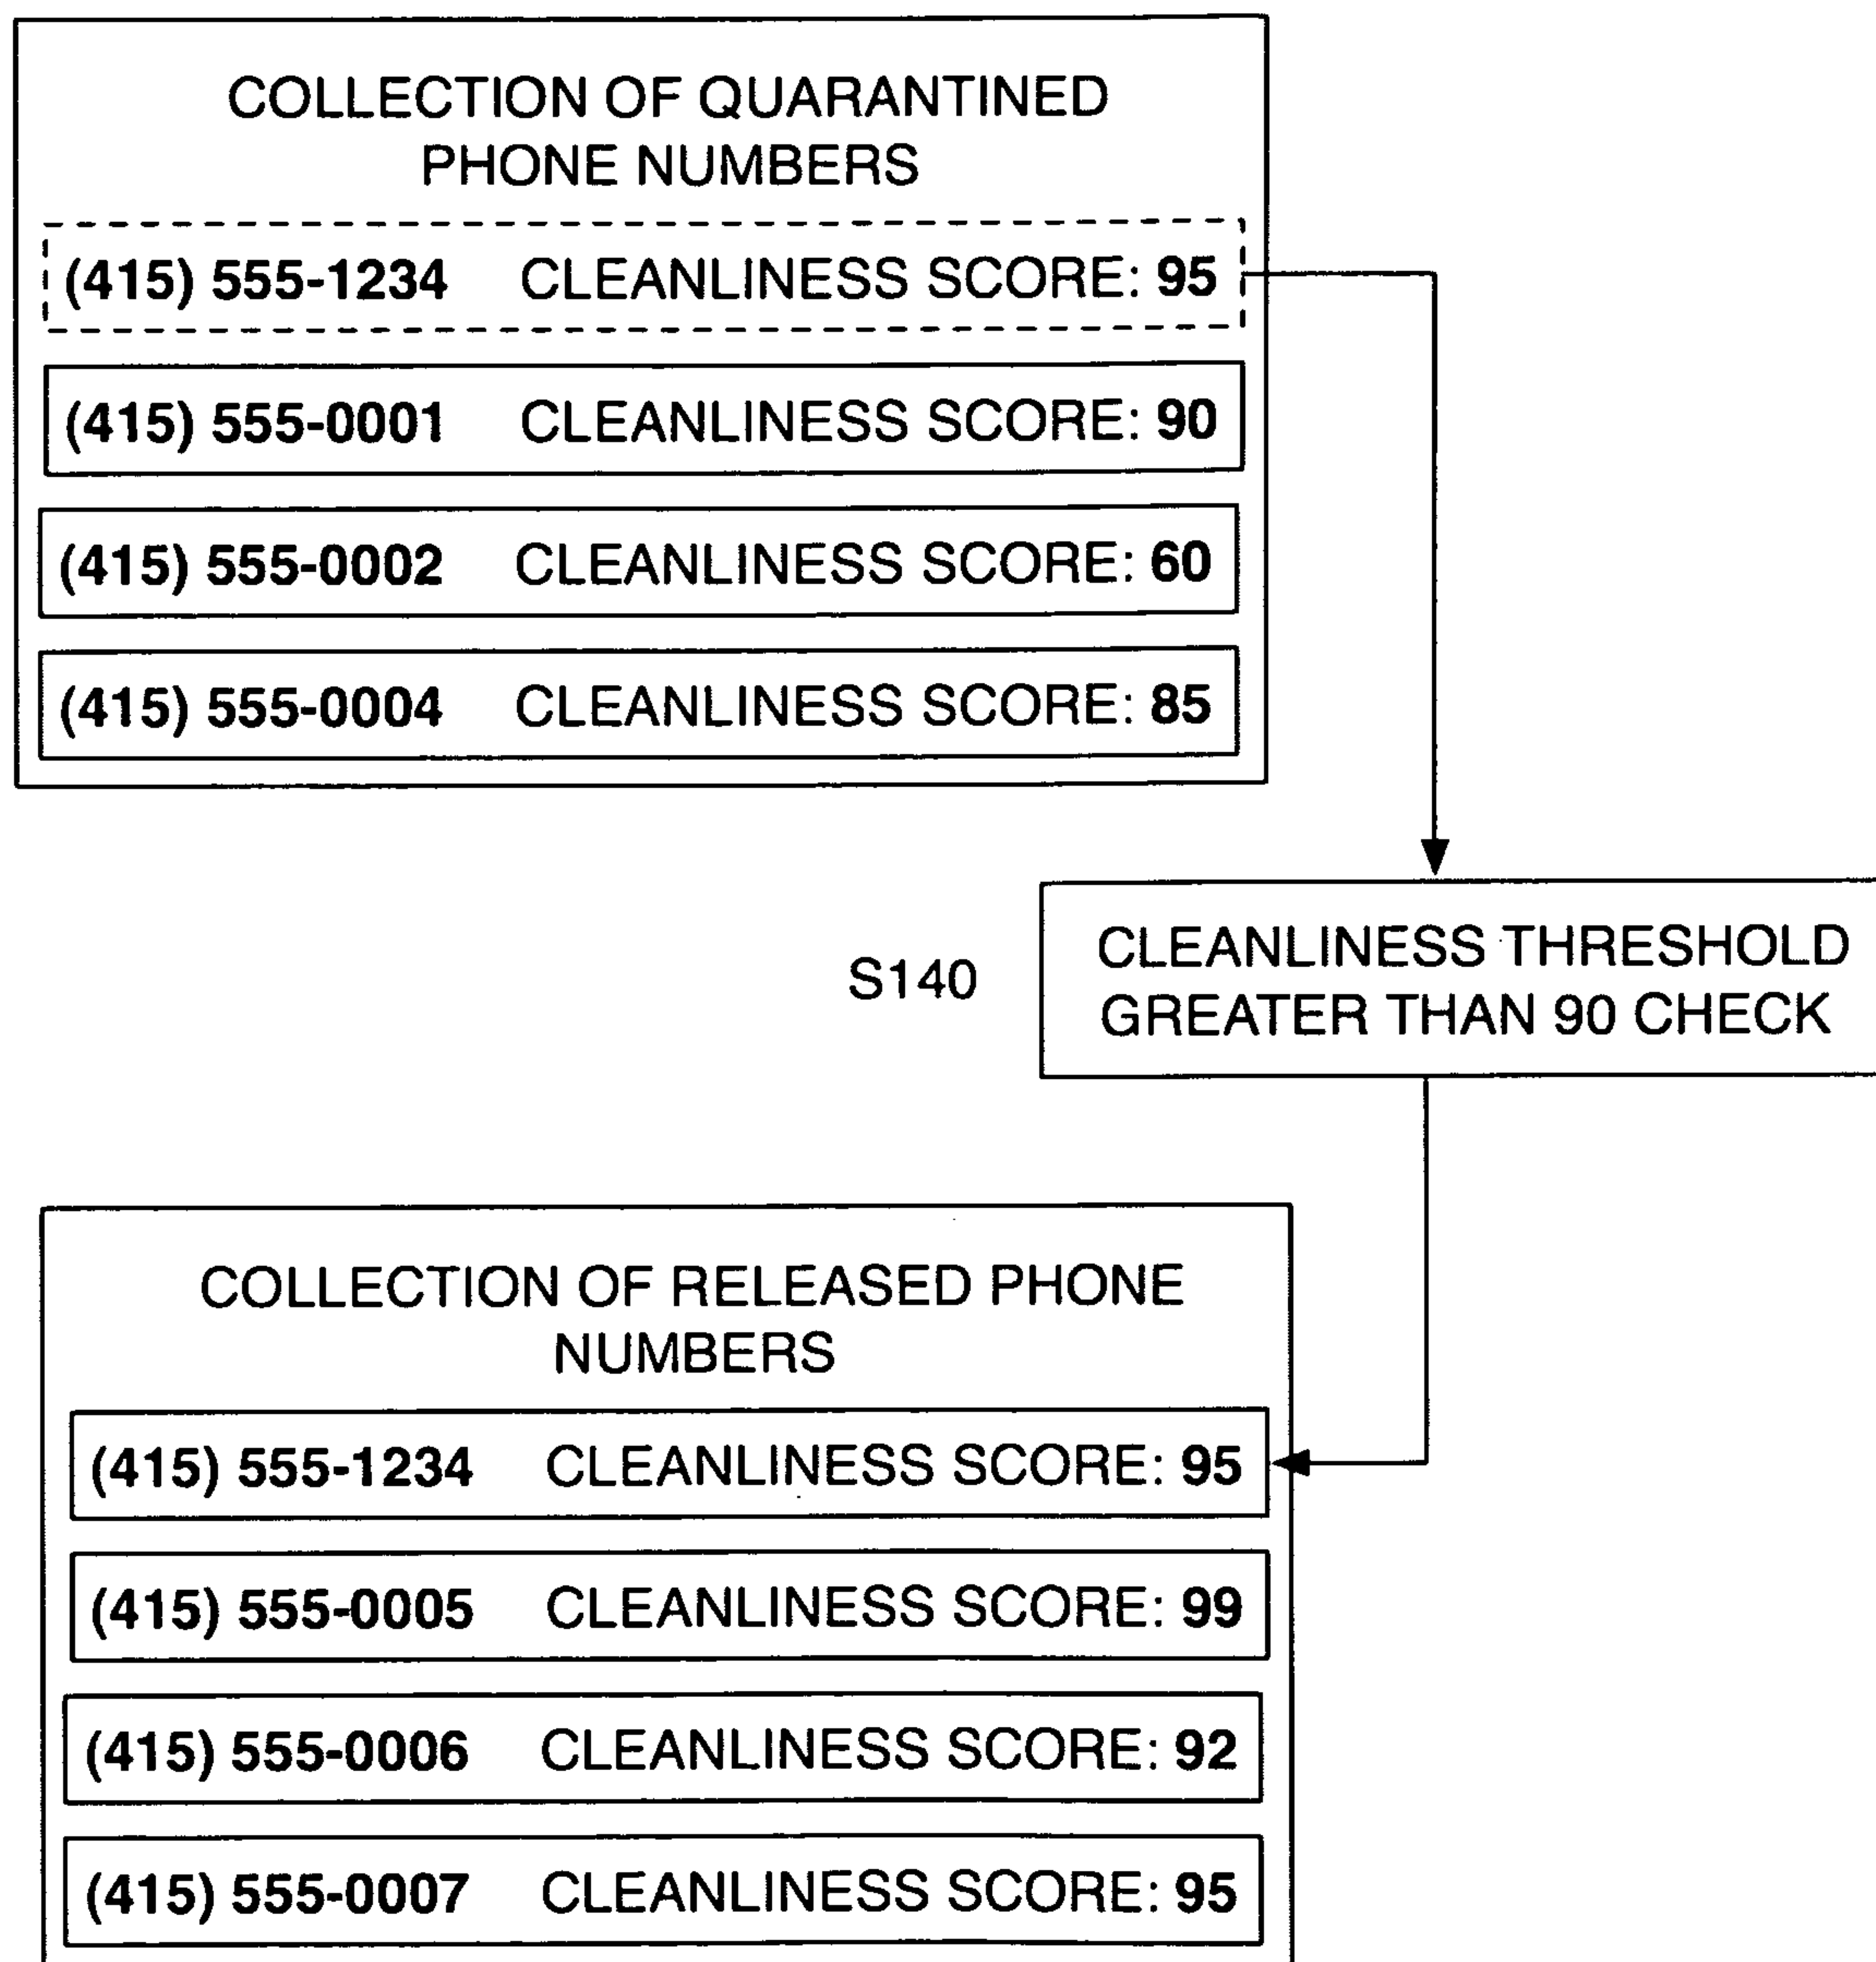 COLLECTION OF QUARANTINED
PHONE NUMBERS
(415) 555-1234 CLEANLINESS SCORE: 95
(415) 555-0001 CLEANLINESS SCORE: 90
(415) 555-0002 CLEANLINESS SCORE: 60
(415) 555-0004 CLEANLINESS SCORE: 85
S140
CLEANLINESS THRESHOLD
GREATER THAN 90 CHECK
COLLECTION OF RELEASED PHONE
NUMBERS
(415) 555-1234 CLEANLINESS SCORE: 95
(415) 555-0005 CLEANLINESS SCORE: 99
(415) 555-0006 CLEANLINESS SCORE: 92
(415) 555-0007 CLEANLINESS SCORE: 95